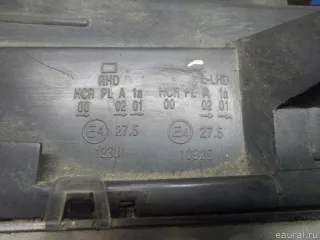 RHD
HCR PL A 1a
00 02 01
E4 27.5
LHD
HCR PL A 1a
00 02 01
E4 27.5
© eaural.ru